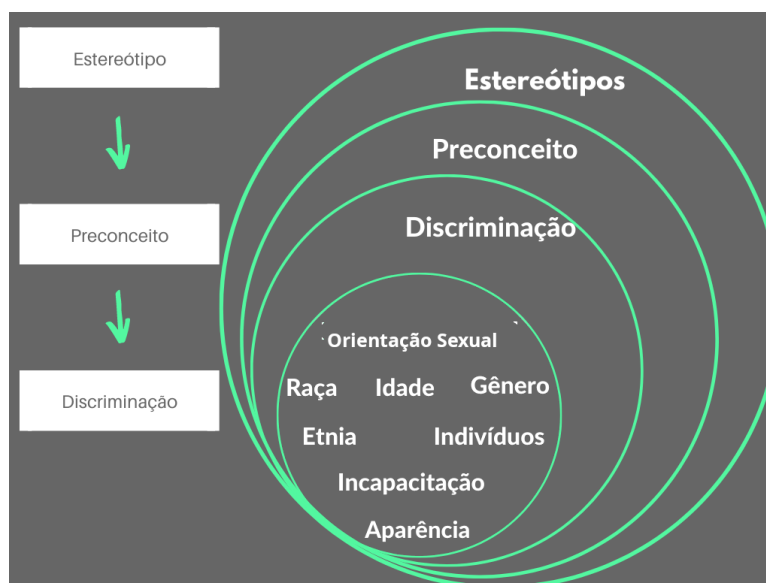 Estereótipo
Preconceito
Discriminação
Estereótipos
Preconceito
Discriminação
Orientação Sexual
Raça Idade Gênero
Etnia Indivíduos
Incapacitação
Aparência